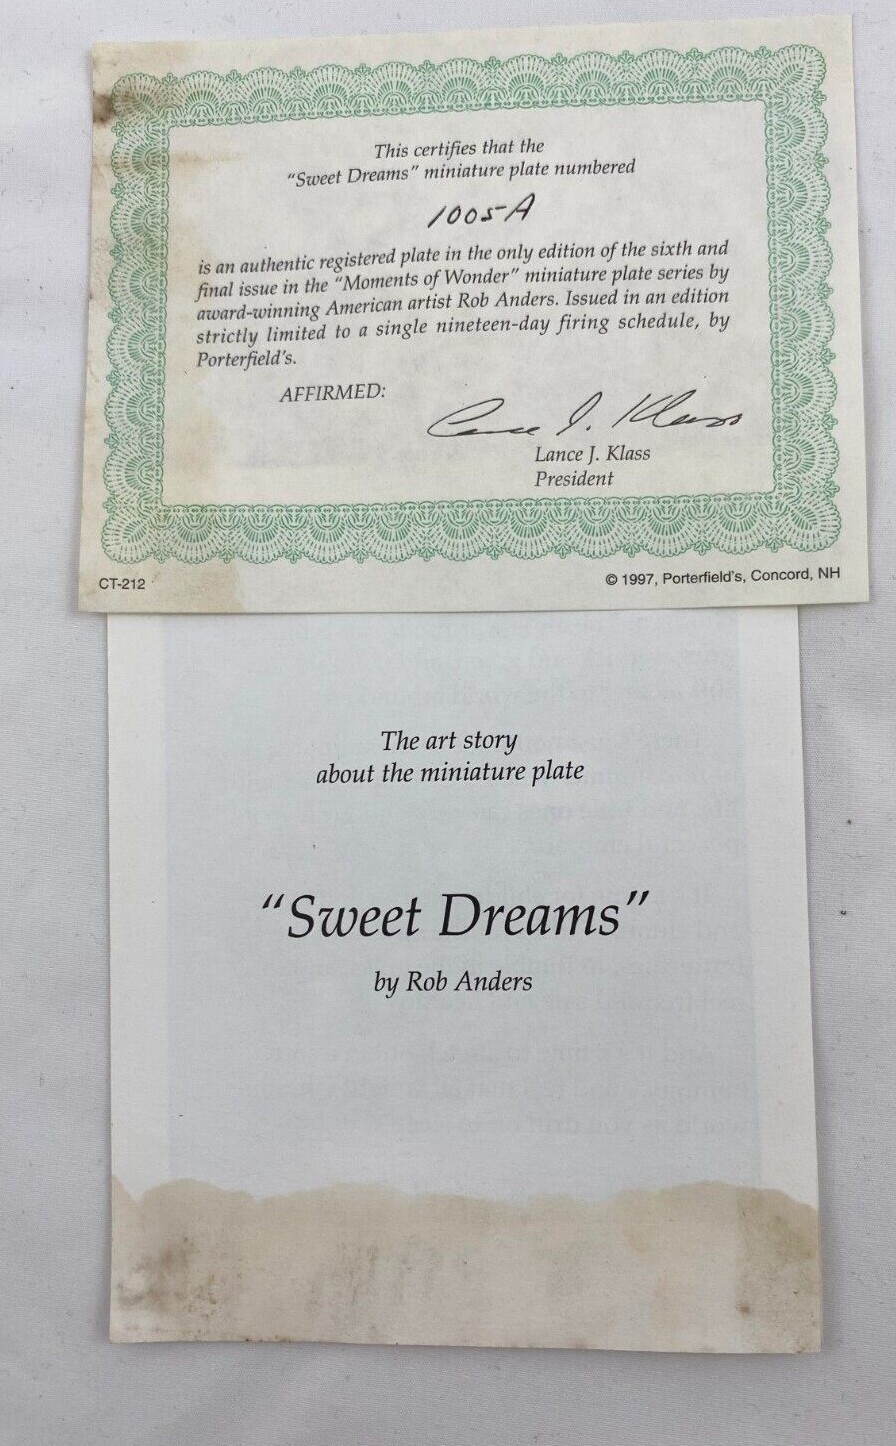 This certifies that the
“Sweet Dreams” miniature plate numbered
1005A
is an authentic registered plate in the only edition of the sixth and
final issue in the “Moments of Wonder” miniature plate series by
award-winning American artist Rob Anders. Issued in an edition
strictly limited to a single nineteen-day firing schedule, by
Porterfield’s.
AFFIRMED:
Lance J. Klass
Lance J. Klass
President
CT-212
© 1997, Porterfield’s, Concord, NH
The art story
about the miniature plate
“Sweet Dreams”
by Rob Anders